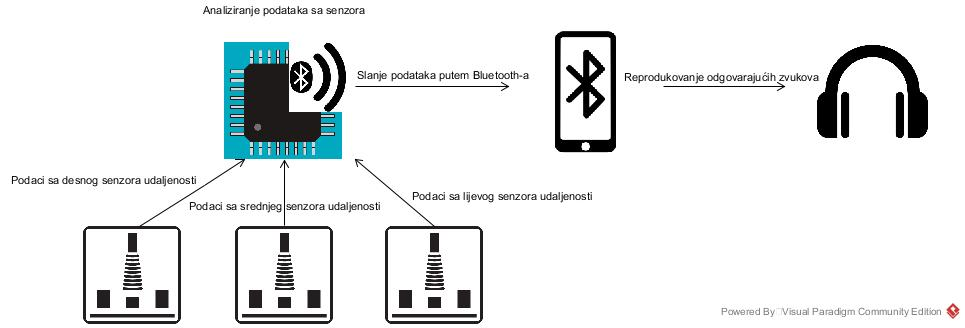 Analiziranje podataka sa senzora
Slanje podataka putem Bluetooth-a
Reprodukovanje odgovarajućih zvukova
Podaci sa desnog senzora udaljenosti
Podaci sa srednjeg senzora udaljenosti
Podaci sa lijevog senzora udaljenosti
Powered By Visual Paradigm Community Edition